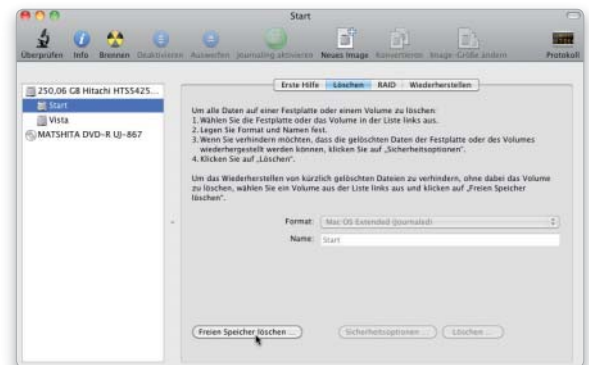 Start
Überprüfen Info Brennen Deaktivieren Auswerfen Journaling aktivieren Neues Image Konvertieren Image-Größe ändern Protokoll
250,06 GB Hitachi HTS5425...
Start
Vista
MATSHITA DVD-R UJ-867
Erste Hilfe Löschen RAID Wiederherstellen
Um alle Daten auf einer Festplatte oder einem Volume zu löschen:
1. Wählen Sie die Festplatte oder das Volume in der Liste links aus.
2. Legen Sie Format und Namen fest.
3. Wenn Sie verhindern möchten, dass die gelöschten Daten der Festplatte oder des Volumes
wiederhergestellt werden können, klicken Sie auf „Sicherheitsoptionen“.
4. Klicken Sie auf „Löschen“.
Um das Wiederherstellen von kürzlich gelöschten Dateien zu verhindern, ohne dabei das Volume
zu löschen, wählen Sie ein Volume aus der Liste links aus und klicken auf „Freien Speicher
löschen“.
Format: Mac OS Extended (Journaled)
Name: Start
Freien Speicher löschen ... Sicherheitsoptionen ... Löschen ...